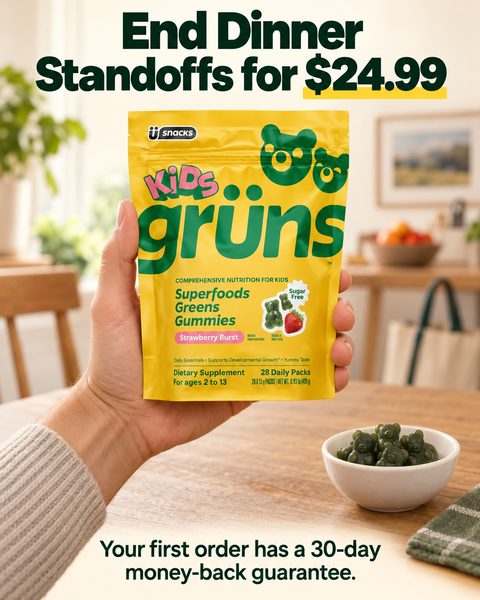 End Dinner
Standoffs for $24.99
snacks
KiDS
grüns
COMPREHENSIVE NUTRITION FOR KIDS
Superfoods
Greens
Gummies
Sugar
Free
Strawberry Burst
Daily Essentials • Supports Developmental Growth* • Yummy Taste
Dietary Supplement
For ages 2 to 13
28 Daily Packs
Your first order has a 30-day
money-back guarantee.